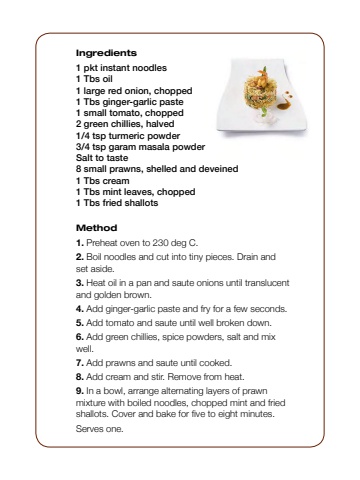 Ingredients
1 pkt instant noodles
1 Tbs oil
1 large red onion, chopped
1 Tbs ginger-garlic paste
1 small tomato, chopped
2 green chillies, halved
1/4 tsp turmeric powder
3/4 tsp garam masala powder
Salt to taste
8 small prawns, shelled and deveined
1 Tbs cream
1 Tbs mint leaves, chopped
1 Tbs fried shallots
Method
1. Preheat oven to 230 deg C.
2. Boil noodles and cut into tiny pieces. Drain and
set aside.
3. Heat oil in a pan and saute onions until translucent
and golden brown.
4. Add ginger-garlic paste and fry for a few seconds.
5. Add tomato and saute until well broken down.
6. Add green chillies, spice powders, salt and mix
well.
7. Add prawns and saute until cooked.
8. Add cream and stir. Remove from heat.
9. In a bowl, arrange alternating layers of prawn
mixture with boiled noodles, chopped mint and fried
shallots. Cover and bake for five to eight minutes.
Serves one.